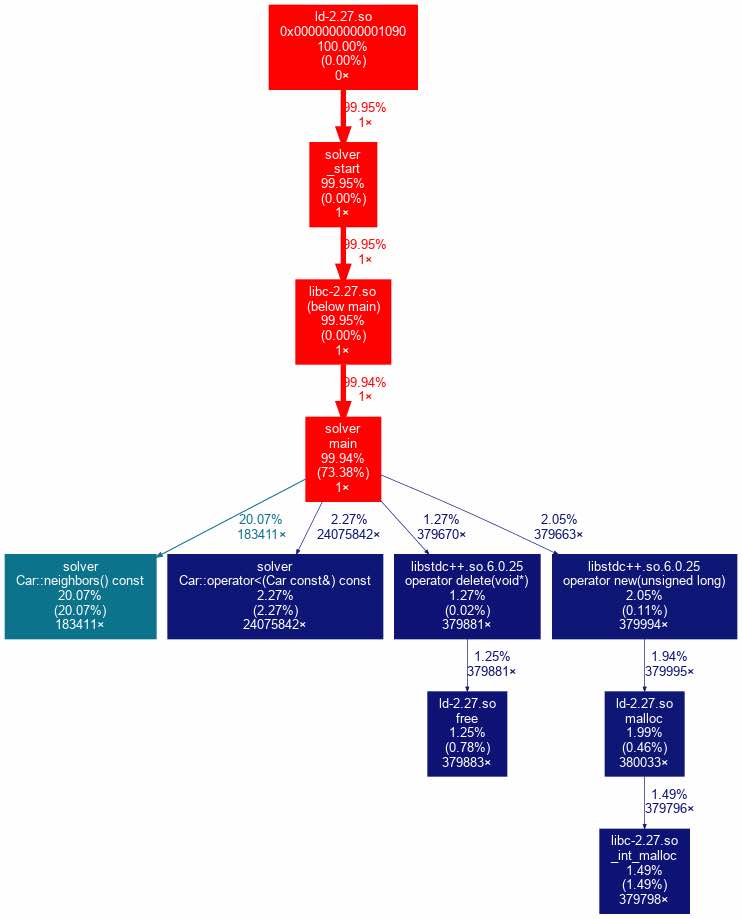 ld-2.27.so
0x0000000000001090
100.00%
(0.00%)
0×
99.95%
1×
solver
_start
99.95%
(0.00%)
1×
99.95%
1×
libc-2.27.so
(below main)
99.95%
(0.00%)
1×
99.94%
1×
solver
main
99.94%
(73.38%)
1×
20.07%
183411×
2.27%
24075842×
1.27%
379670×
2.05%
379663×
solver
Car::neighbors() const
20.07%
(20.07%)
183411×
solver
Car::operator<(Car const&) const
2.27%
(2.27%)
24075842×
libstdc++.so.6.0.25
operator delete(void*)
1.27%
(0.02%)
379881×
libstdc++.so.6.0.25
operator new(unsigned long)
2.05%
(0.11%)
379994×
1.25%
379881×
1.94%
379995×
ld-2.27.so
free
1.25%
(0.78%)
379883×
ld-2.27.so
malloc
1.99%
(0.46%)
380033×
1.49%
379796×
libc-2.27.so
_int_malloc
1.49%
(1.49%)
379798×